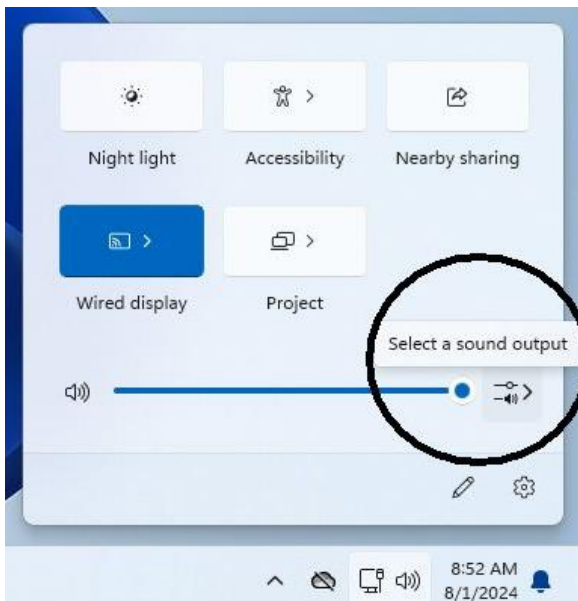 Night light
Accessibility
Nearby sharing
Wired display
Project
Select a sound output
8:52 AM
8/1/2024